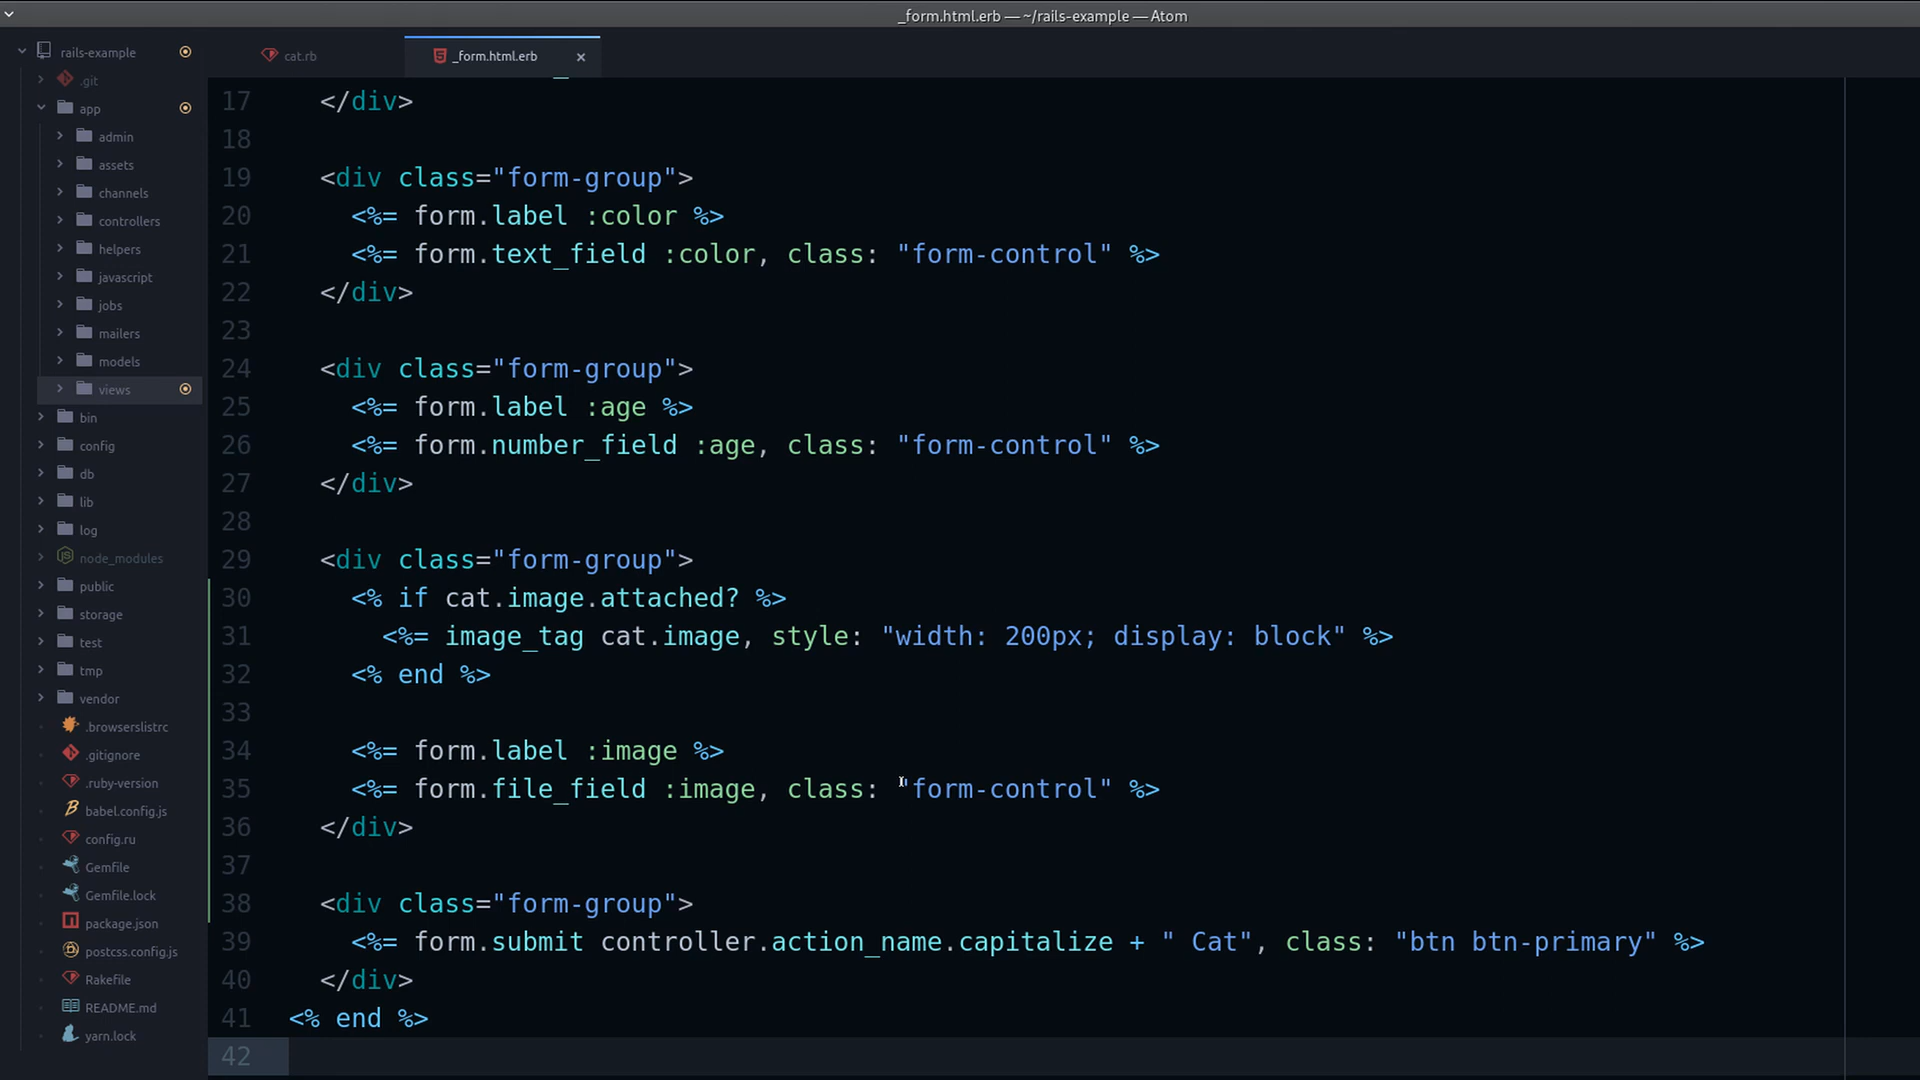 _form.html.erb — ~/rails-example — Atom
rails-example
.git
app
admin
assets
channels
controllers
helpers
javascript
jobs
mailers
models
views
bin
config
db
lib
log
node_modules
public
storage
test
tmp
vendor
.browserslistrc
.gitignore
.ruby-version
babel.config.js
config.ru
Gemfile
Gemfile.lock
package.json
postcss.config.js
Rakefile
README.md
yarn.lock
cat.rb
_form.html.erb
17 </div>
18
19 <div class="form-group">
20 <%= form.label :color %>
21 <%= form.text_field :color, class: "form-control" %>
22 </div>
23
24 <div class="form-group">
25 <%= form.label :age %>
26 <%= form.number_field :age, class: "form-control" %>
27 </div>
28
29 <div class="form-group">
30 <% if cat.image.attached? %>
31 <%= image_tag cat.image, style: "width: 200px; display: block" %>
32 <% end %>
33
34 <%= form.label :image %>
35 <%= form.file_field :image, class: "form-control" %>
36 </div>
37
38 <div class="form-group">
39 <%= form.submit controller.action_name.capitalize + " Cat", class: "btn btn-primary" %>
40 </div>
41 <% end %>
42